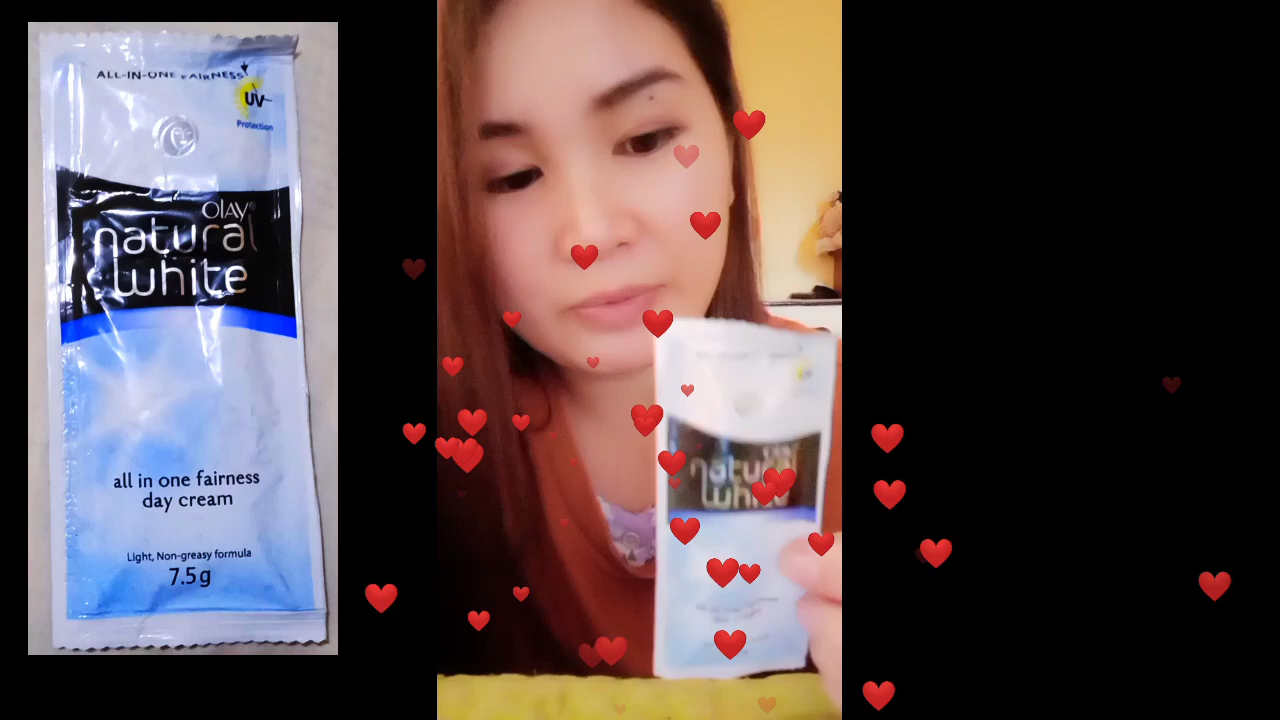 ALL-IN-ONE FAIRNESS
UV
Protection
OLAY®
natural
white
all in one fairness
day cream
Light, Non-greasy formula
7.5g
natural
white